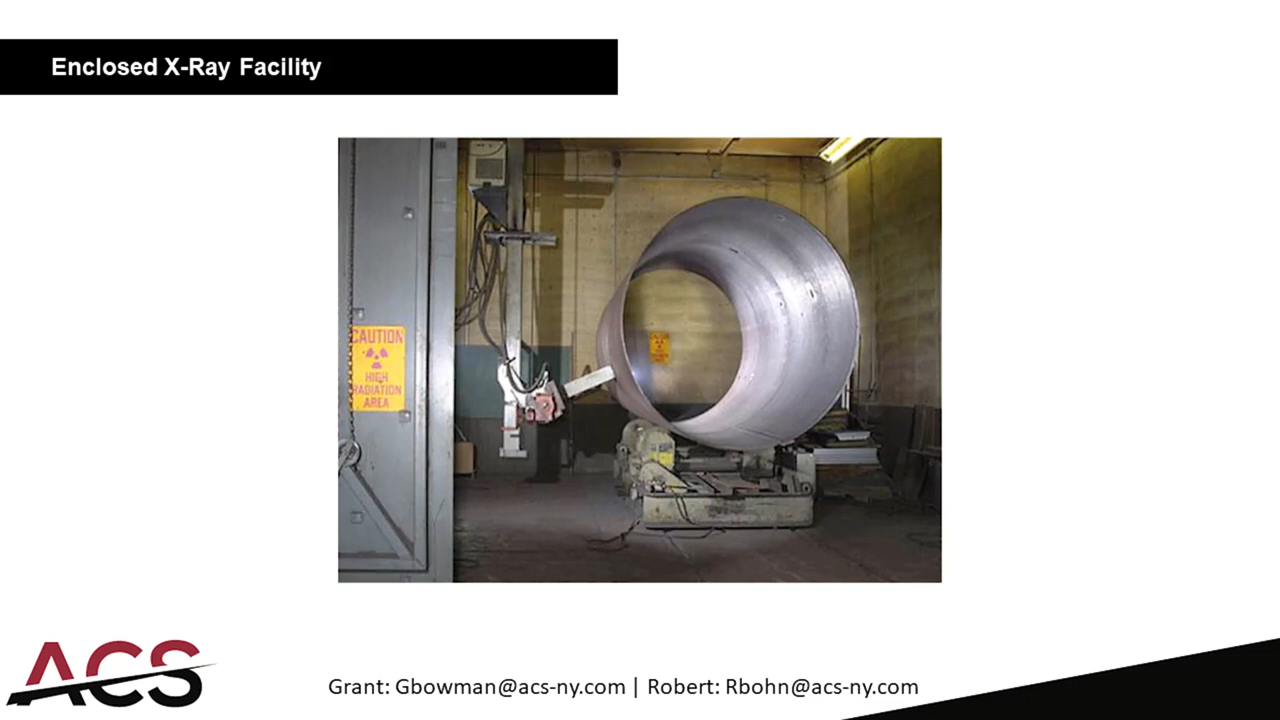 Enclosed X-Ray Facility
CAUTION
HIGH
RADIATION
AREA
ACS
Grant: Gbowman@acs-ny.com | Robert: Rbohn@acs-ny.com